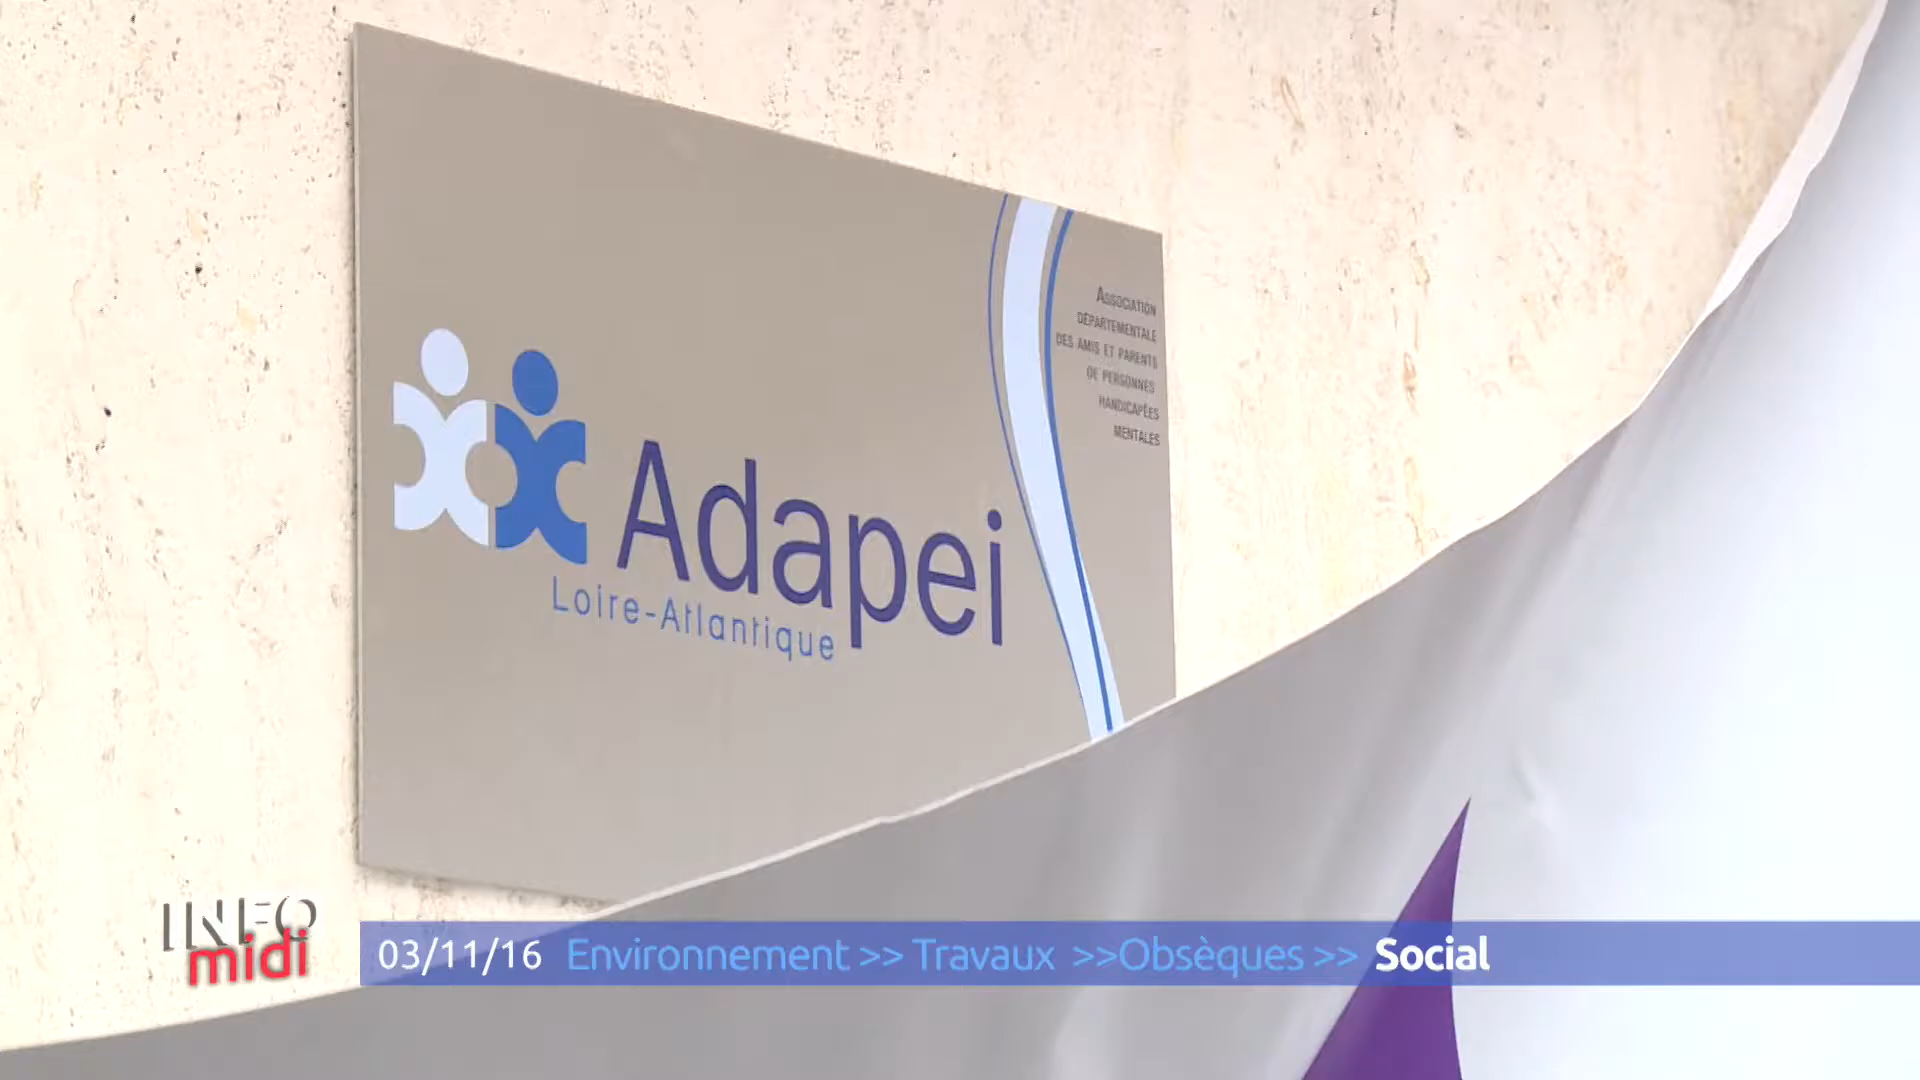 Association
départementale
des amis et parents
de personnes
handicapées
mentales
Adapei
Loire-Atlantique
INFO
midi
03/11/16 Environnement >> Travaux >>Obsèques >> Social